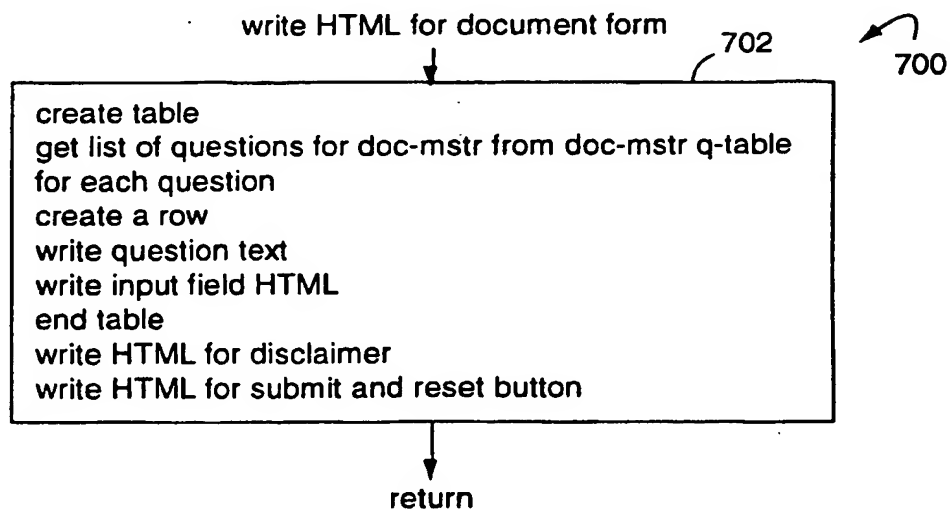 write HTML for document form
702
700
create table
get list of questions for doc-mstr from doc-mstr q-table
for each question
create a row
write question text
write input field HTML
end table
write HTML for disclaimer
write HTML for submit and reset button
return